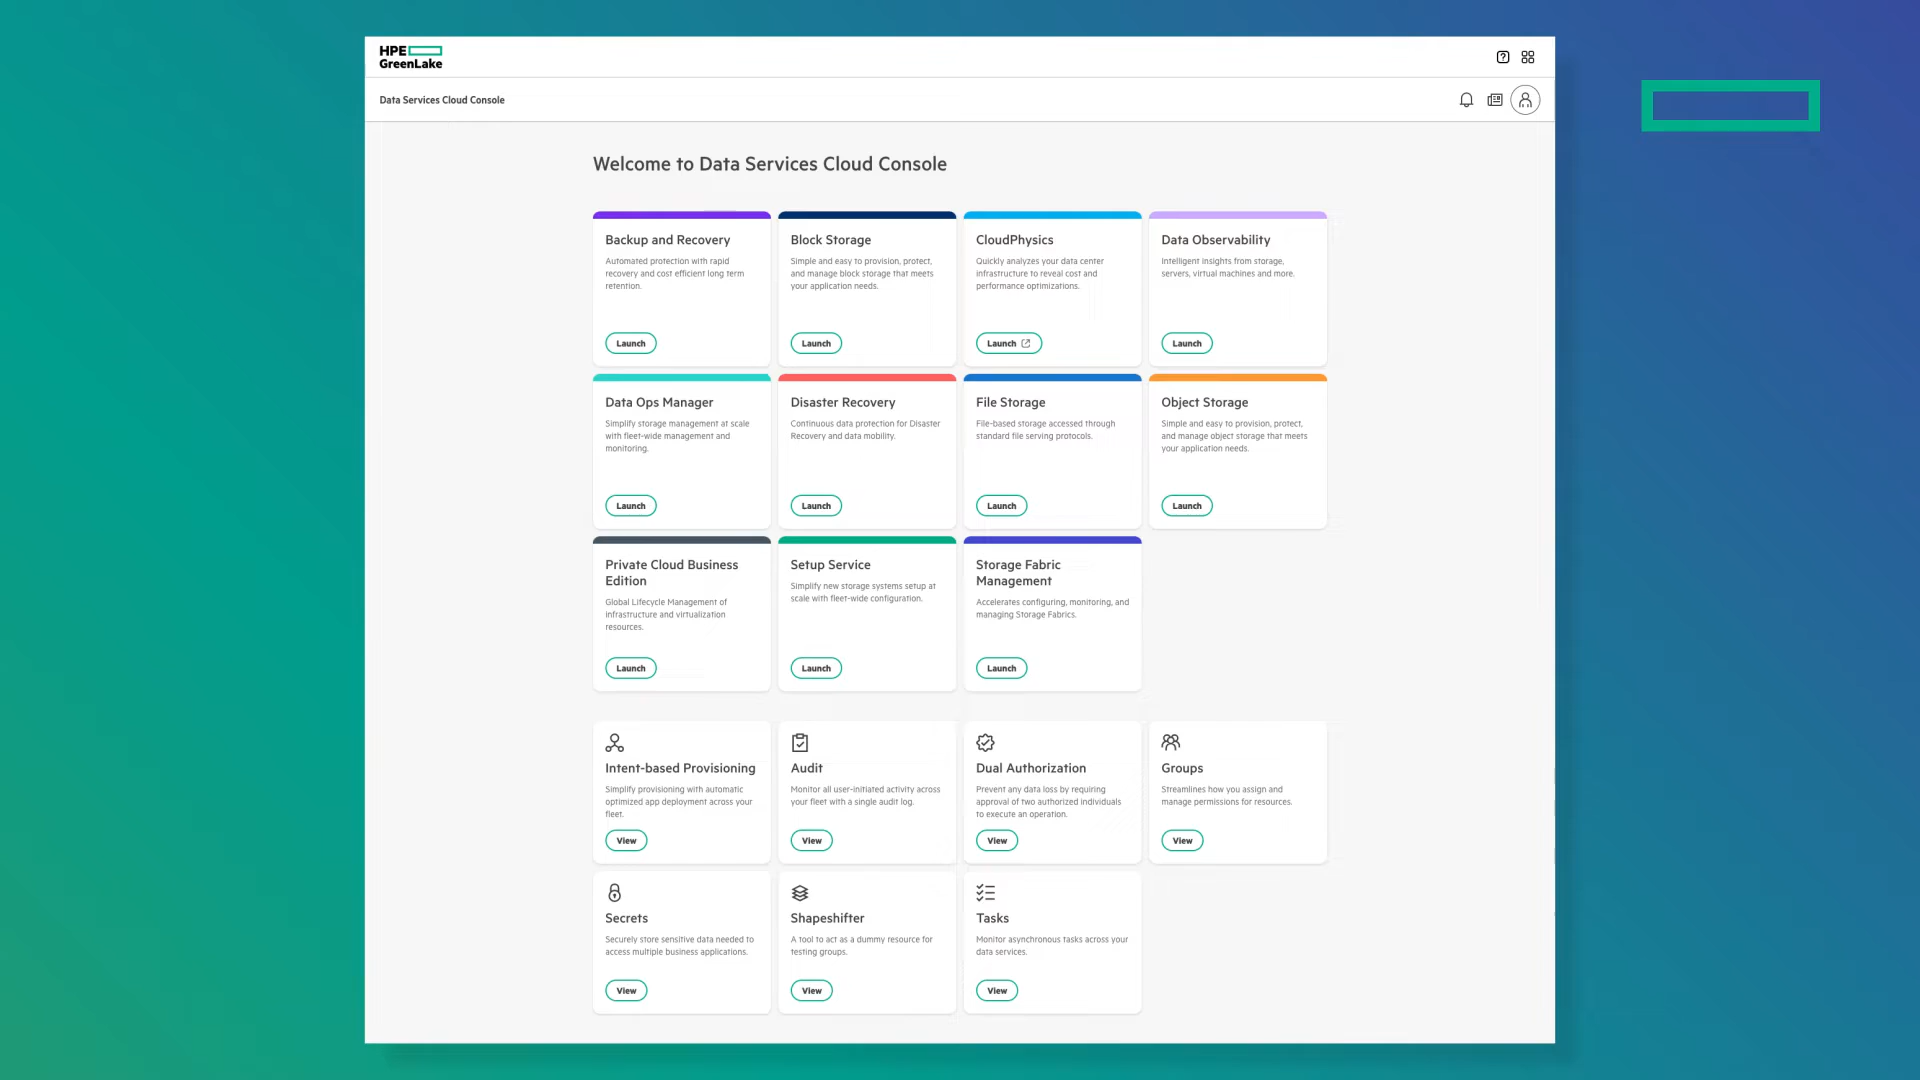 HPE
GreenLake
Data Services Cloud Console
Welcome to Data Services Cloud Console
Backup and Recovery
Automated protection with rapid
recovery and cost efficient long term
retention.
Launch
Block Storage
Simple and easy to provision, protect,
and manage block storage that meets
your application needs.
Launch
CloudPhysics
Quickly analyzes your data center
infrastructure to reveal cost and
performance optimizations.
Launch
Data Observability
Intelligent insights from storage,
servers, virtual machines and more.
Launch
Data Ops Manager
Simplify storage management at scale
with fleet-wide management and
monitoring.
Launch
Disaster Recovery
Continuous data protection for Disaster
Recovery and data mobility.
Launch
File Storage
File-based storage accessed through
standard file serving protocols.
Launch
Object Storage
Simple and easy to provision, protect,
and manage object storage that meets
your application needs.
Launch
Private Cloud Business
Edition
Global Lifecycle Management of
infrastructure and virtualization
resources.
Launch
Setup Service
Simplify new storage systems setup at
scale with fleet-wide configuration.
Launch
Storage Fabric
Management
Accelerates configuring, monitoring, and
managing Storage Fabrics.
Launch
Intent-based Provisioning
Simplify provisioning with automatic
optimized app deployment across your
fleet.
View
Audit
Monitor all user-initiated activity across
your fleet with a single audit log.
View
Dual Authorization
Prevent any data loss by requiring
approval of two authorized individuals
to execute an operation.
View
Groups
Streamlines how you assign and
manage permissions for resources.
View
Secrets
Securely store sensitive data needed to
access multiple business applications.
View
Shapeshifter
A tool to act as a dummy resource for
testing groups.
View
Tasks
Monitor asynchronous tasks across your
data services.
View